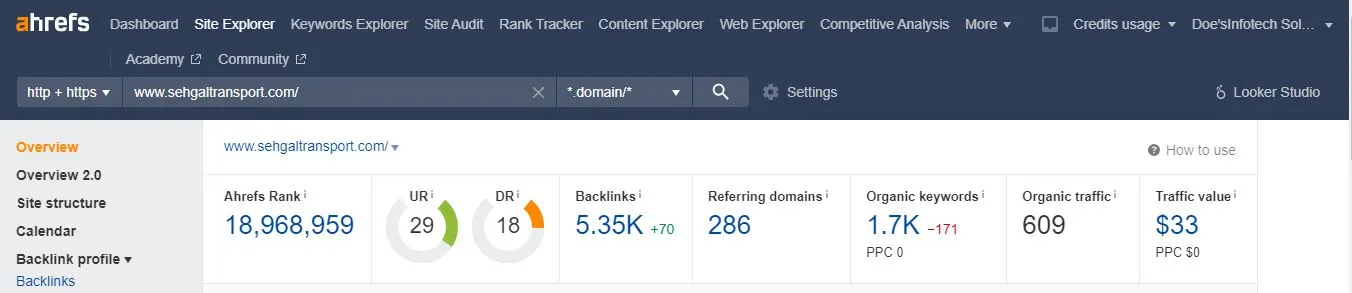 ahrefs Dashboard Site Explorer Keywords Explorer Site Audit Rank Tracker Content Explorer Web Explorer Competitive Analysis More Credits usage Doe'sInfotech Sol...
Academy Community
http + https www.sehgaltransport.com/ *.domain/* Settings Looker Studio
Overview
Overview 2.0
Site structure
Calendar
Backlink profile
Backlinks
www.sehgaltransport.com/ How to use
Ahrefs Rank UR DR Backlinks Referring domains Organic keywords Organic traffic Traffic value
18,968,959 29 18 5.35K +70 286 1.7K −171 609 $33
PPC 0 PPC $0